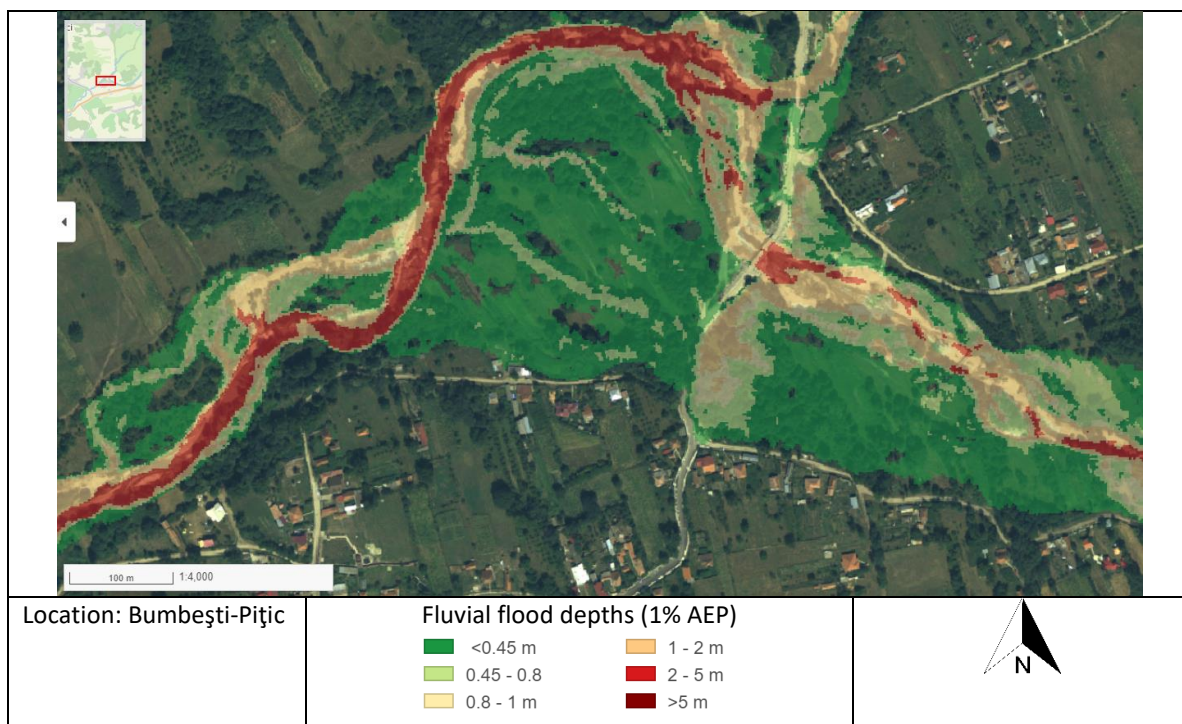 100 m
1:4,000
Location: Bumbeşti-Piţic
Fluvial flood depths (1% AEP)
<0.45 m
1 - 2 m
0.45 - 0.8
2 - 5 m
0.8 - 1 m
>5 m
N